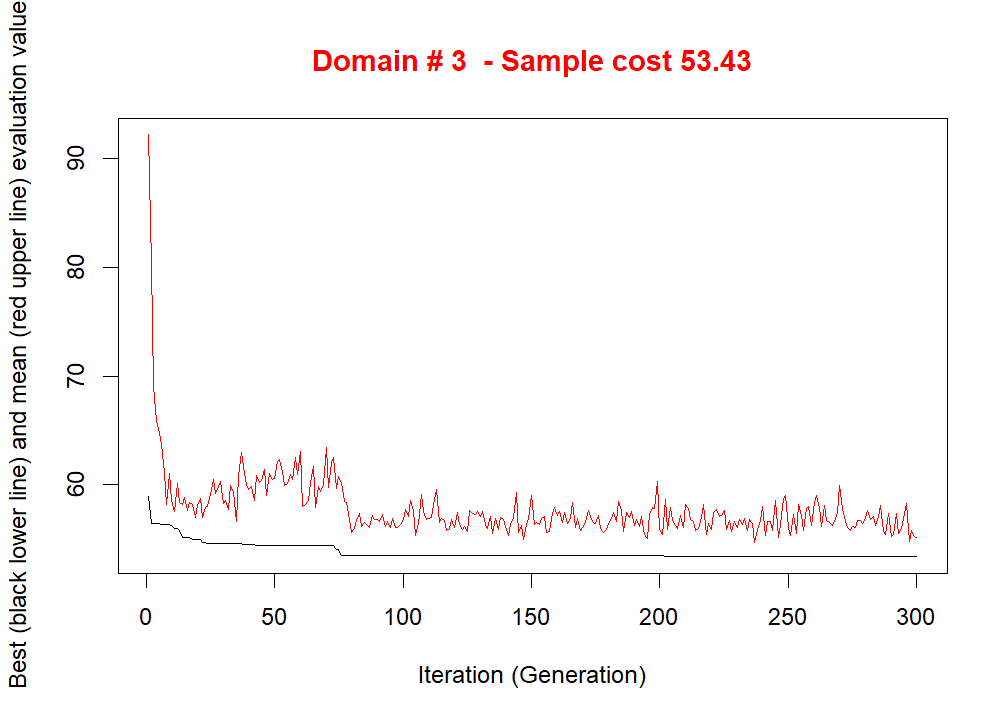 Domain # 3  - Sample cost 53.43
Best (black lower line) and mean (red upper line) evaluation value
90
80
70
60
0 50 100 150 200 250 300
Iteration (Generation)